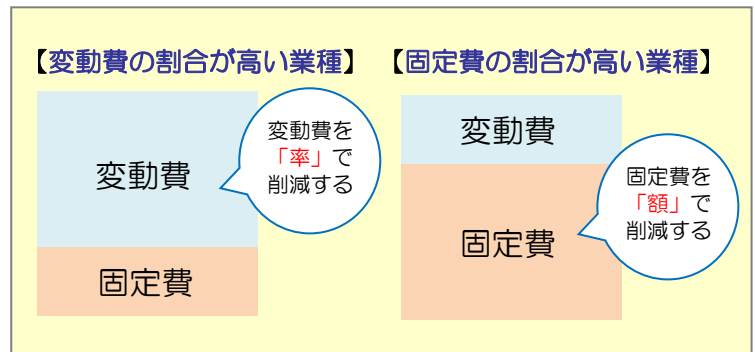 【変動費の割合が高い業種】
変動費
変動費を
「率」で
削減する
固定費
【固定費の割合が高い業種】
変動費
固定費
固定費を
「額」で
削減する